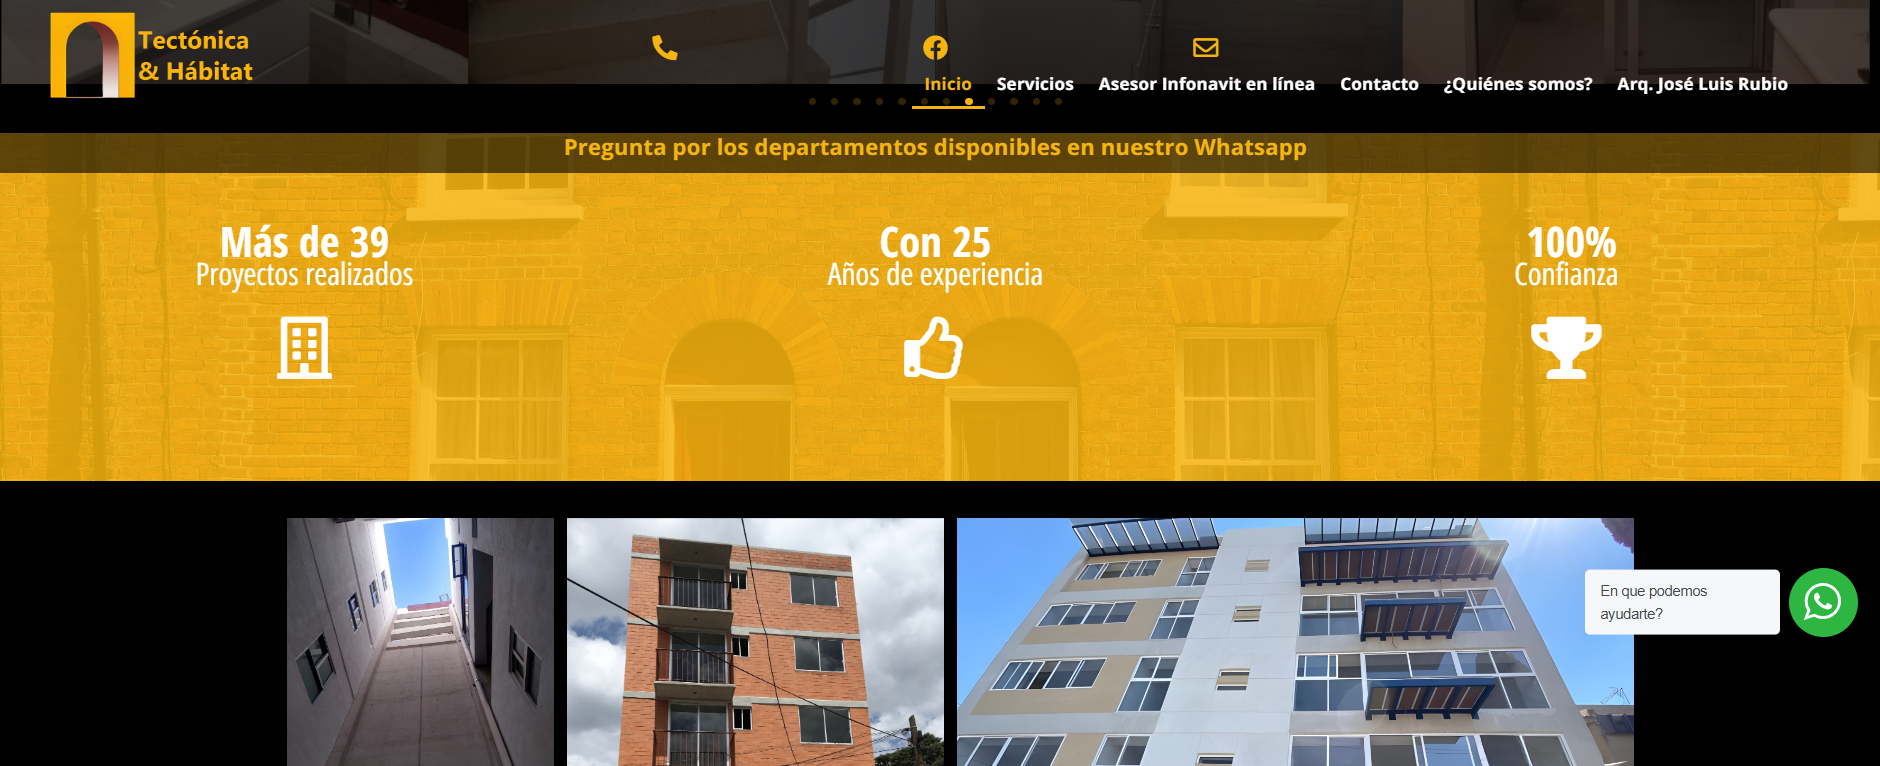 Tectónica
& Hábitat
Inicio
Servicios
Asesor Infonavit en línea
Contacto
¿Quiénes somos?
Arq. José Luis Rubio
Pregunta por los departamentos disponibles en nuestro Whatsapp
Más de 39
Proyectos realizados
Con 25
Años de experiencia
100%
Confianza
En que podemos
ayudarte?